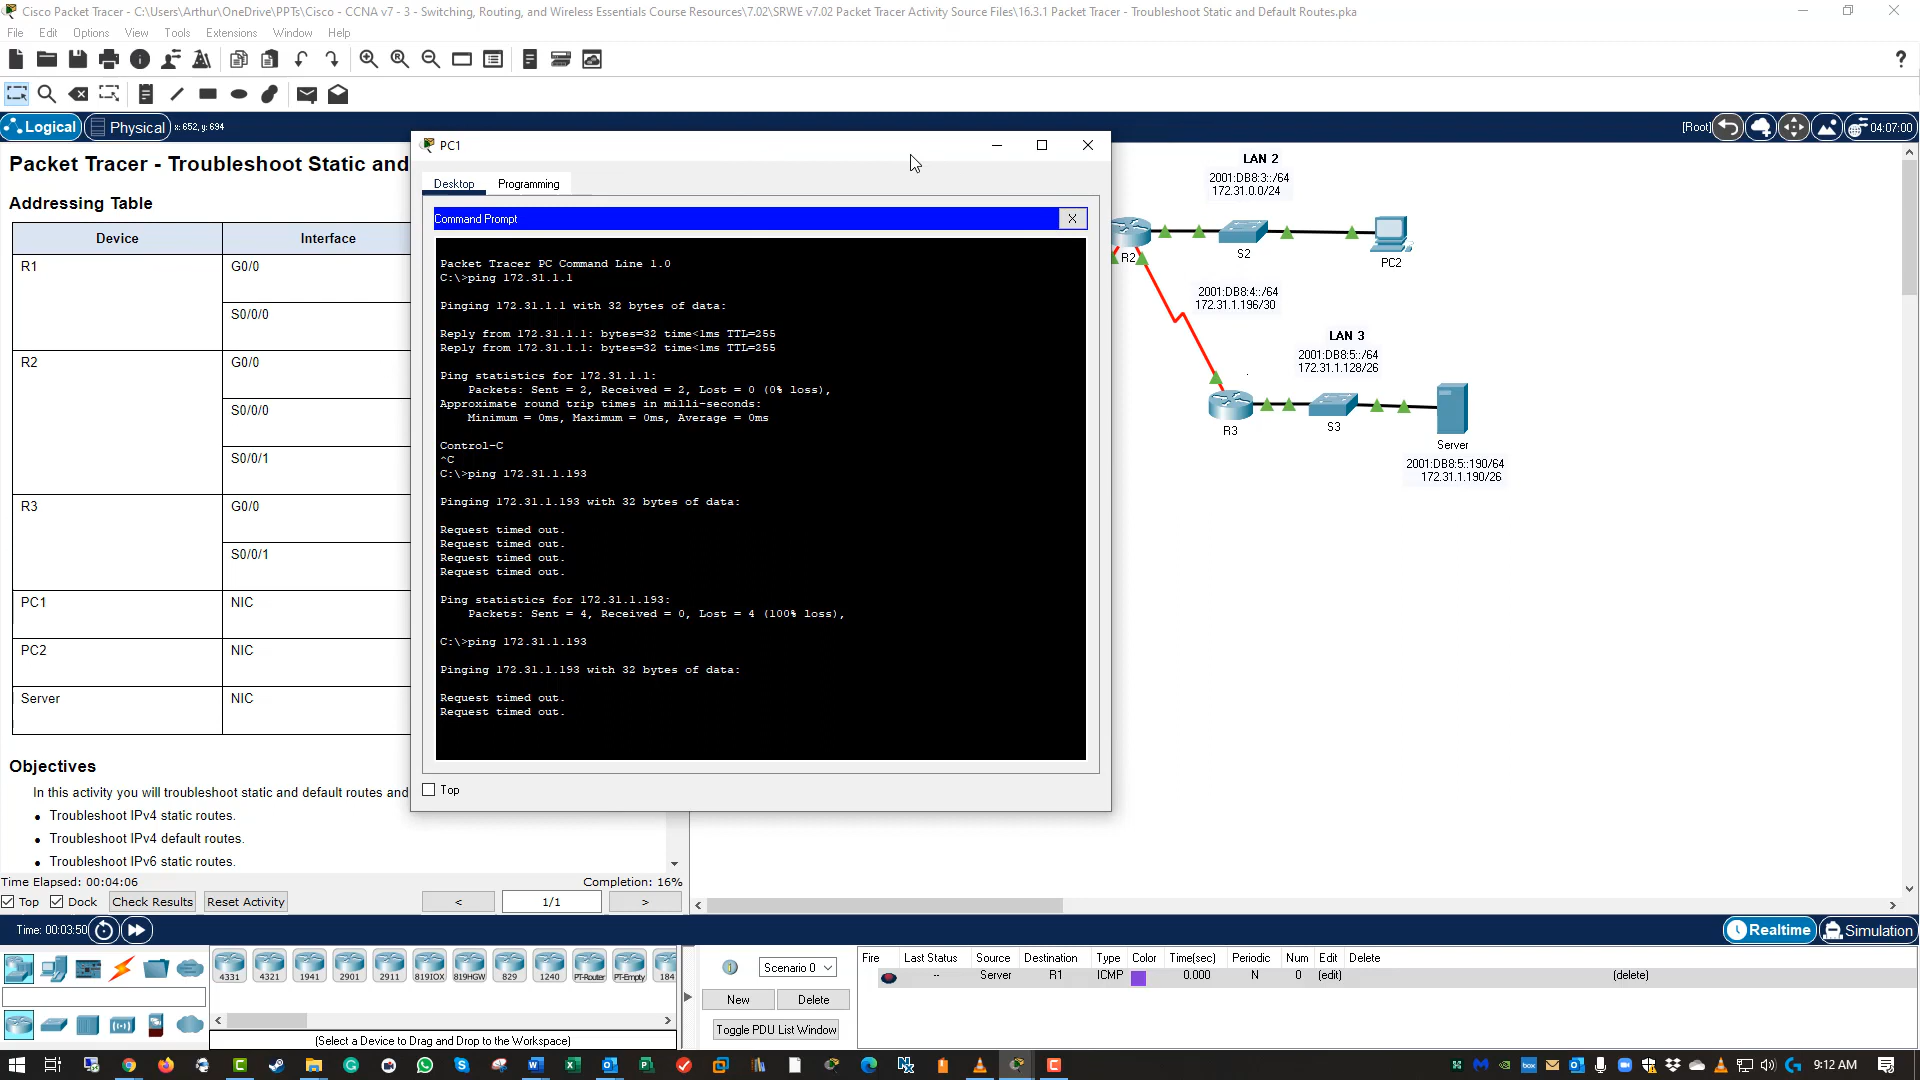 Cisco Packet Tracer - C:\Users\Arthur\OneDrive\PPTs\Cisco - CCNA v7 - 3 - Switching, Routing, and Wireless Essentials Course Resources\7.02\SRWE v7.02 Packet Tracer Activity Source Files\16.3.1 Packet Tracer - Troubleshoot Static and Default Routes.pka
File Edit Options View Tools Extensions Window Help
?
Logical Physical x: 652, y: 694
[Root] 04:07:00
Packet Tracer - Troubleshoot Static and
Addressing Table
Device Interface
R1 G0/0
S0/0/0
R2 G0/0
S0/0/0
S0/0/1
R3 G0/0
S0/0/1
PC1 NIC
PC2 NIC
Server NIC
Objectives
In this activity you will troubleshoot static and default routes and
• Troubleshoot IPv4 static routes.
• Troubleshoot IPv4 default routes.
• Troubleshoot IPv6 static routes.
Time Elapsed: 00:04:06 Completion: 16%
Top Dock Check Results Reset Activity < 1/1 >
PC1
Desktop Programming
Command Prompt X
Packet Tracer PC Command Line 1.0
C:\>ping 172.31.1.1
Pinging 172.31.1.1 with 32 bytes of data:
Reply from 172.31.1.1: bytes=32 time<1ms TTL=255
Reply from 172.31.1.1: bytes=32 time<1ms TTL=255
Ping statistics for 172.31.1.1:
Packets: Sent = 2, Received = 2, Lost = 0 (0% loss),
Approximate round trip times in milli-seconds:
Minimum = 0ms, Maximum = 0ms, Average = 0ms
Control-C
^C
C:\>ping 172.31.1.193
Pinging 172.31.1.193 with 32 bytes of data:
Request timed out.
Request timed out.
Request timed out.
Request timed out.
Ping statistics for 172.31.1.193:
Packets: Sent = 4, Received = 0, Lost = 4 (100% loss),
C:\>ping 172.31.1.193
Pinging 172.31.1.193 with 32 bytes of data:
Request timed out.
Request timed out.
Top
LAN 2
2001:DB8:3::/64
172.31.0.0/24
R2
S2
PC2
2001:DB8:4::/64
172.31.1.196/30
LAN 3
2001:DB8:5::/64
172.31.1.128/26
R3
S3
Server
2001:DB8:5::190/64
172.31.1.190/26
Time: 00:03:50
Realtime Simulation
4331 4321 1941 2901 2911 819IOX 819HGW 829 1240 PT-Router PT-Empty 184
(Select a Device to Drag and Drop to the Workspace)
Scenario 0
New Delete
Toggle PDU List Window
Fire Last Status Source Destination Type Color Time(sec) Periodic Num Edit Delete
-- Server R1 ICMP 0.000 N 0 (edit) (delete)
9:12 AM